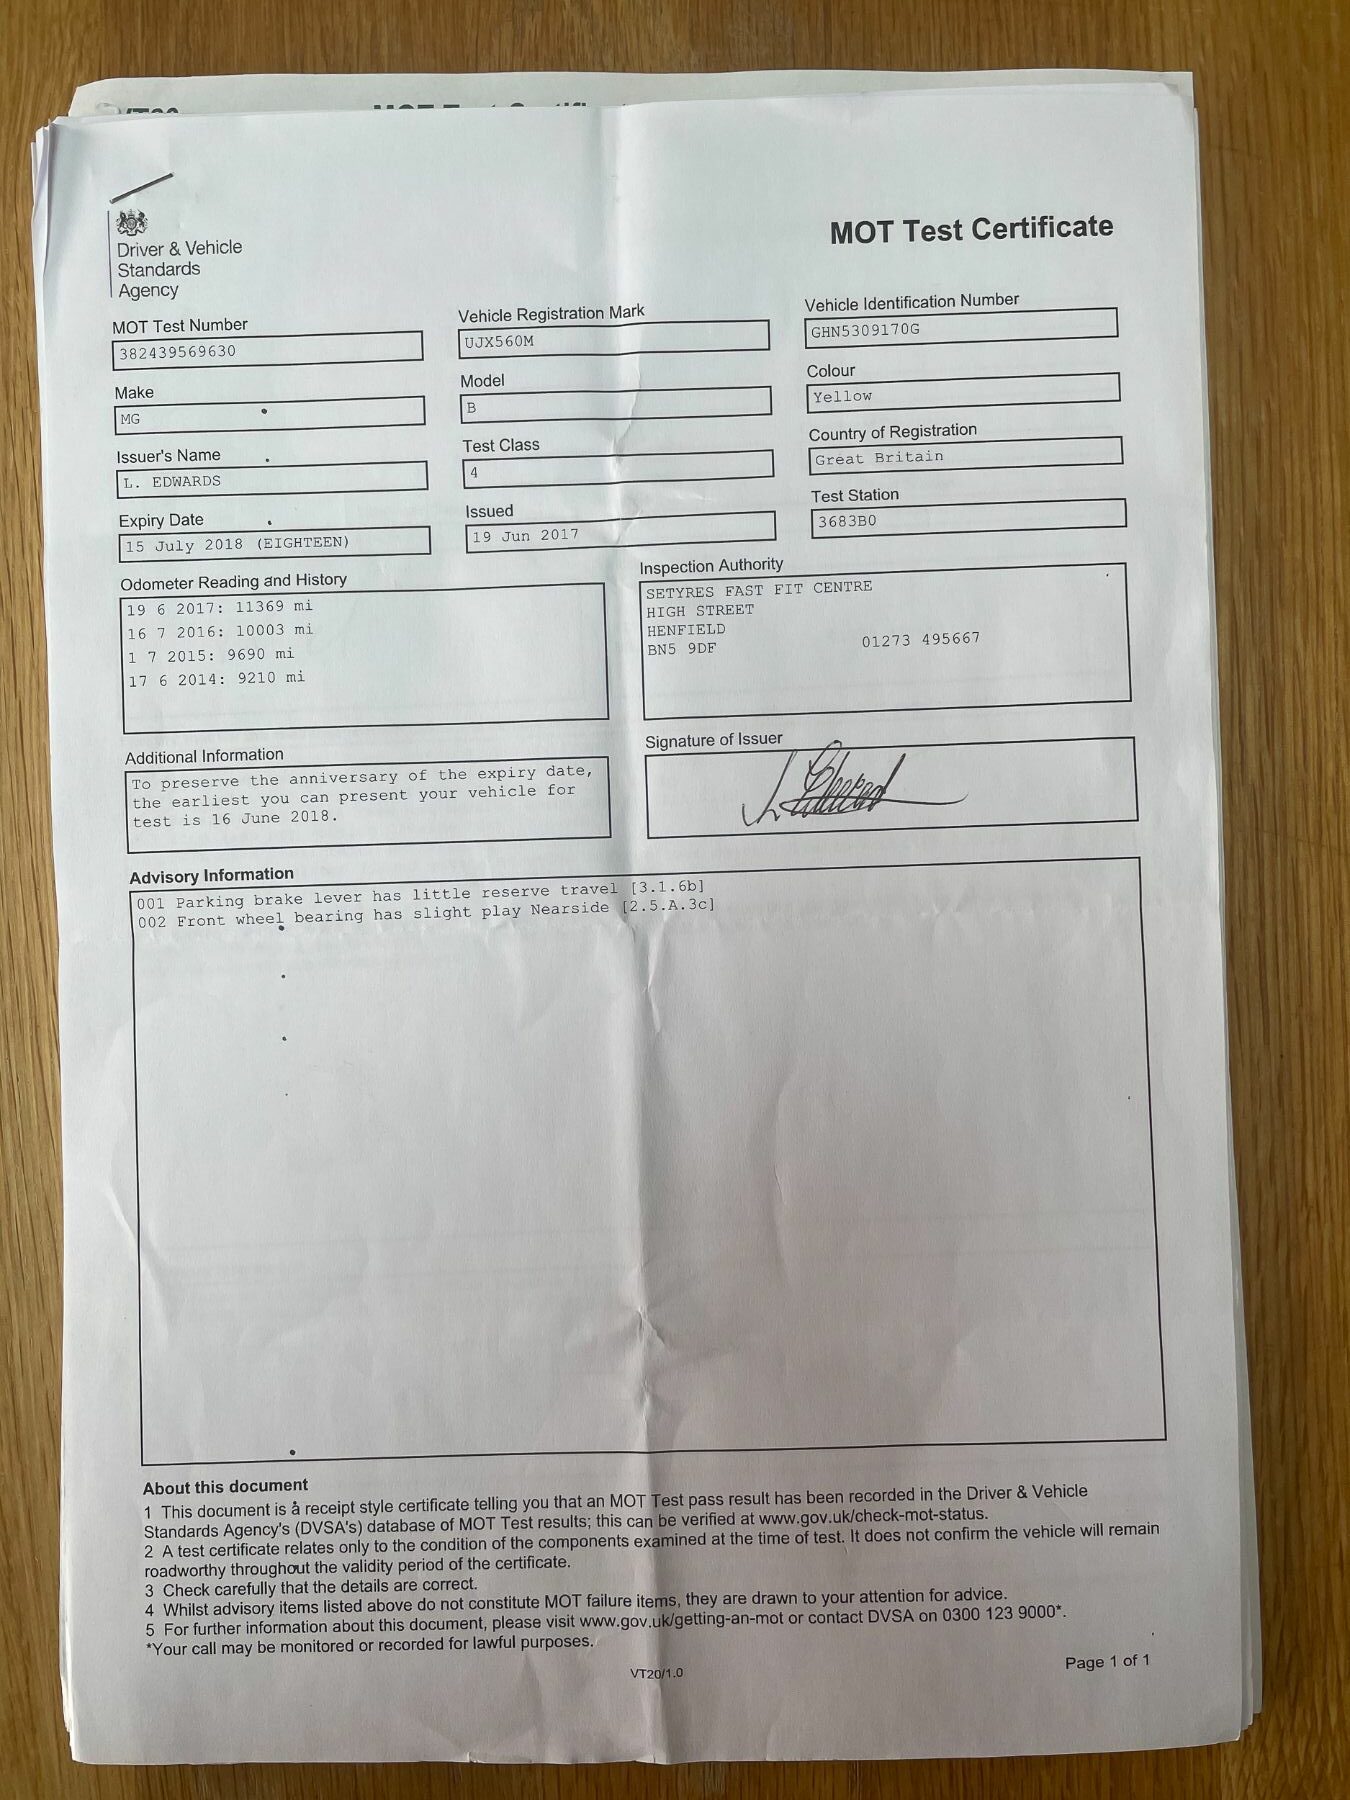 MOT Test Certificate
Driver & Vehicle
Standards
Agency
MOT Test Number
382439569630
Vehicle Registration Mark
UJX560M
Vehicle Identification Number
GHN5309170G
Make
MG
Model
B
Colour
Yellow
Issuer's Name
L. EDWARDS
Test Class
4
Country of Registration
Great Britain
Expiry Date
15 July 2018 (EIGHTEEN)
Issued
19 Jun 2017
Test Station
3683B0
Odometer Reading and History
19 6 2017: 11369 mi
16 7 2016: 10003 mi
1 7 2015: 9690 mi
17 6 2014: 9210 mi
Inspection Authority
SETYRES FAST FIT CENTRE
HIGH STREET
HENFIELD
BN5 9DF 01273 495667
Additional Information
To preserve the anniversary of the expiry date,
the earliest you can present your vehicle for
test is 16 June 2018.
Signature of Issuer
Advisory Information
001 Parking brake lever has little reserve travel [3.1.6b]
002 Front wheel bearing has slight play Nearside [2.5.A.3c]
About this document
1 This document is a receipt style certificate telling you that an MOT Test pass result has been recorded in the Driver & Vehicle
Standards Agency's (DVSA's) database of MOT Test results; this can be verified at www.gov.uk/check-mot-status.
2 A test certificate relates only to the condition of the components examined at the time of test. It does not confirm the vehicle will remain
roadworthy throughout the validity period of the certificate.
3 Check carefully that the details are correct.
4 Whilst advisory items listed above do not constitute MOT failure items, they are drawn to your attention for advice.
5 For further information about this document, please visit www.gov.uk/getting-an-mot or contact DVSA on 0300 123 9000*.
*Your call may be monitored or recorded for lawful purposes.
VT20/1.0
Page 1 of 1